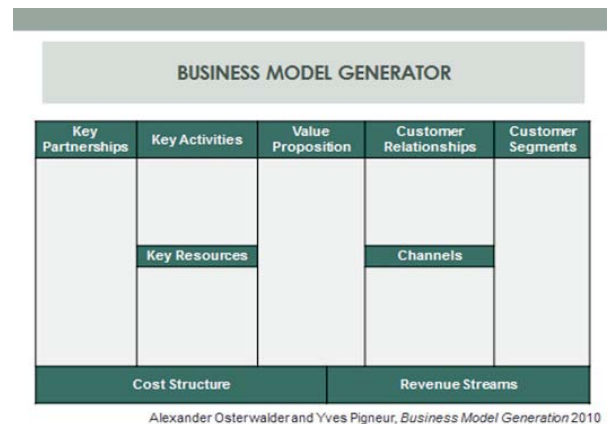 BUSINESS MODEL GENERATOR
Key
Partnerships
Key Activities
Value
Proposition
Customer
Relationships
Customer
Segments
Key Resources
Channels
Cost Structure
Revenue Streams
Alexander Osterwalder and Yves Pigneur, Business Model Generation 2010